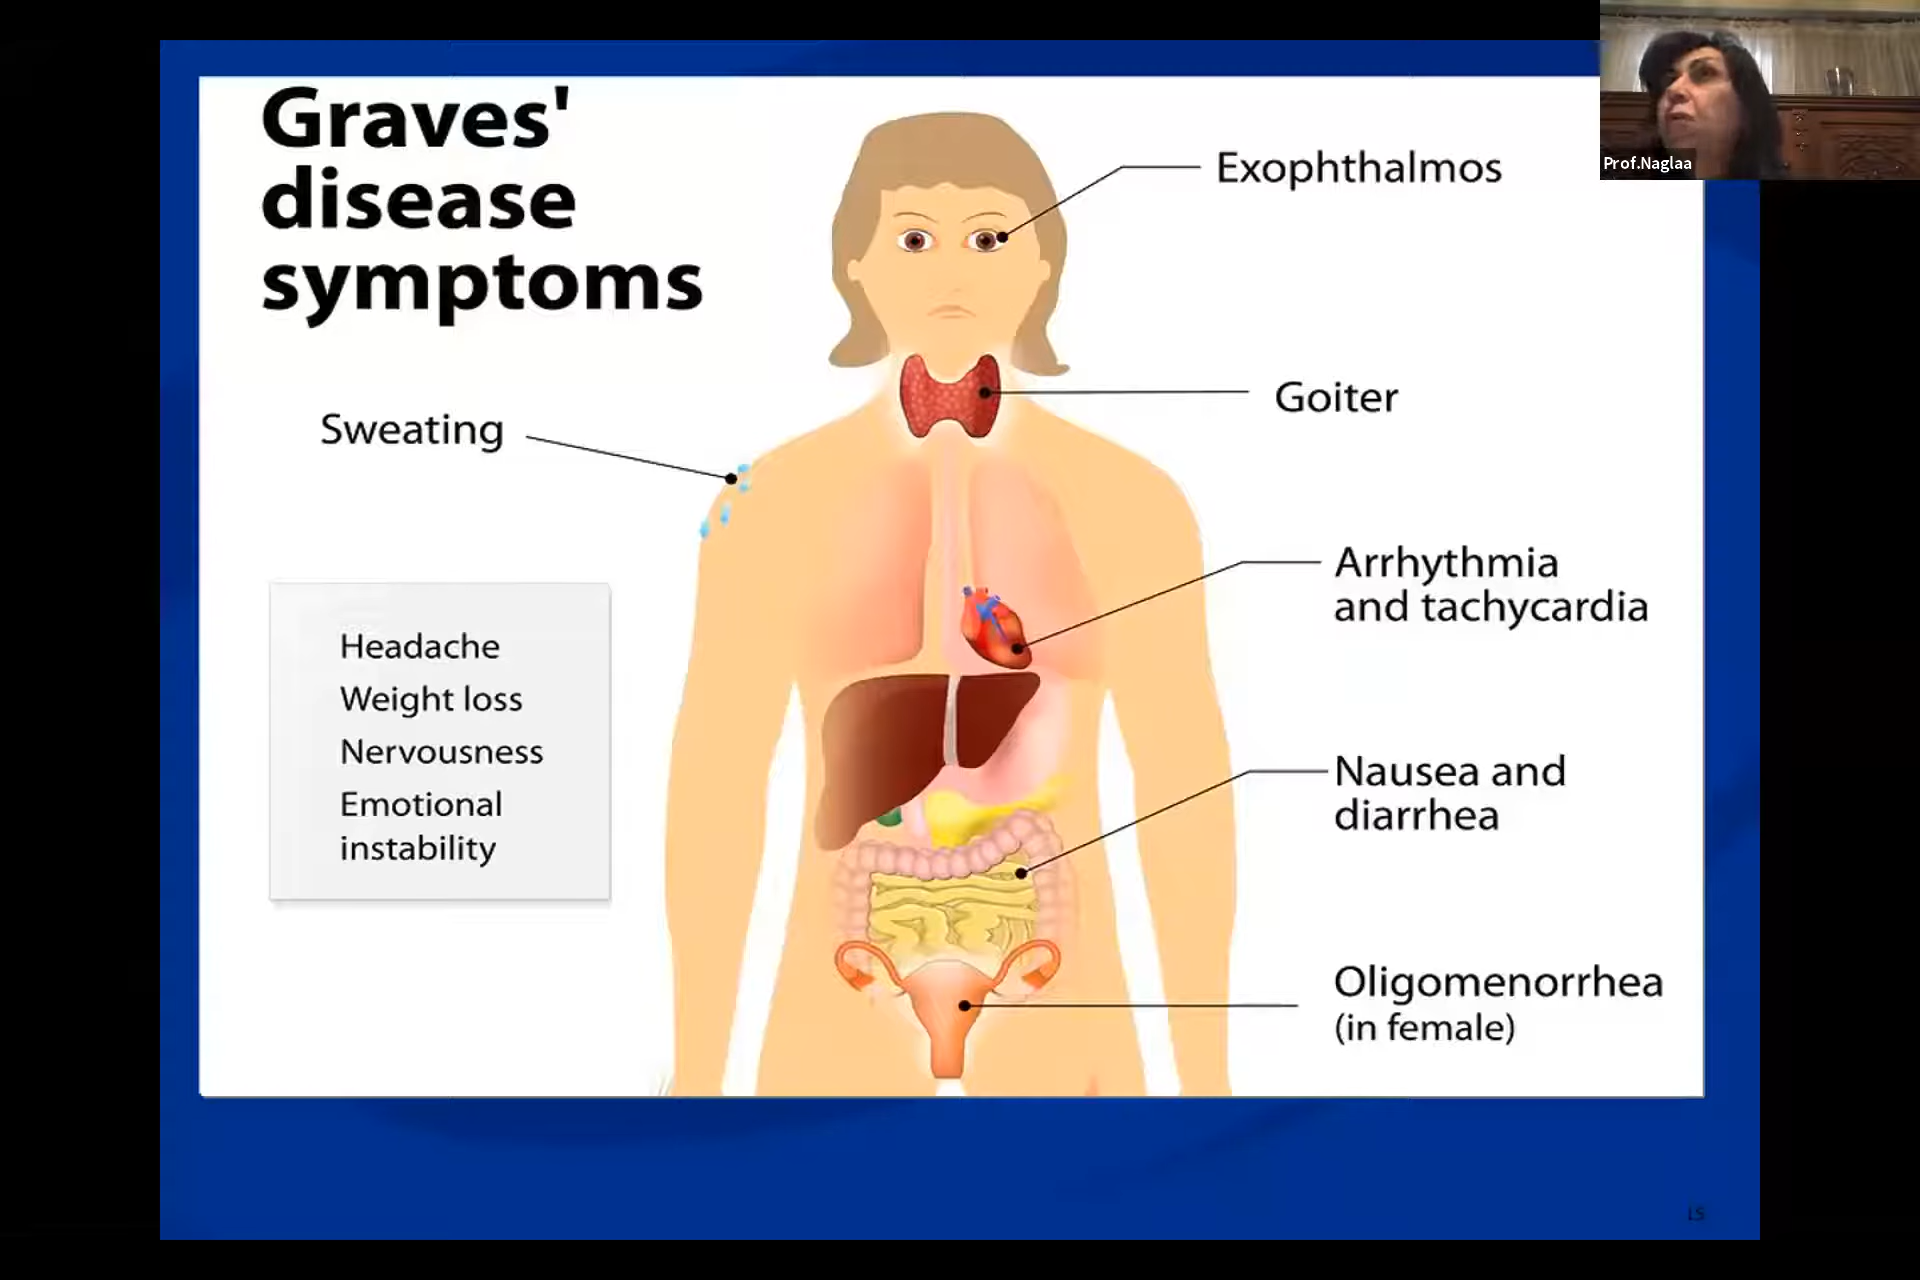 Graves'
disease
symptoms
Prof.Naglaa
Exophthalmos
Goiter
Sweating
Arrhythmia
and tachycardia
Headache
Weight loss
Nervousness
Emotional
instability
Nausea and
diarrhea
Oligomenorrhea
(in female)